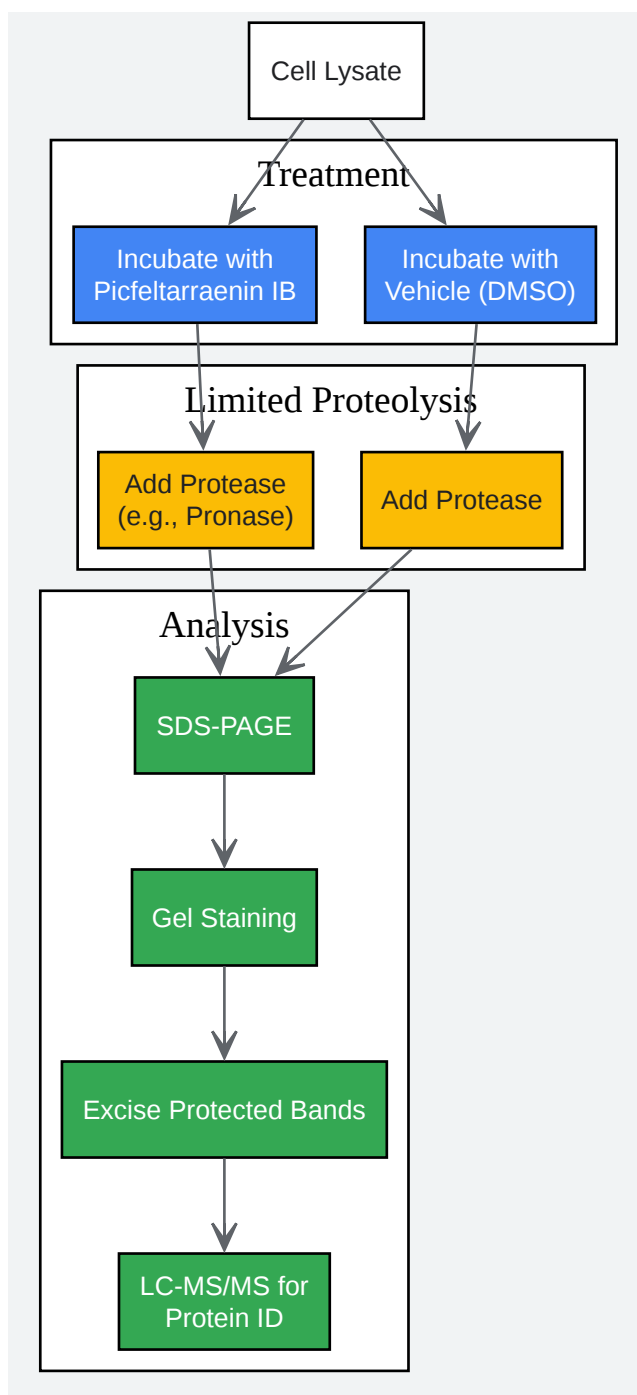 Cell Lysate
Treatment
Incubate with
Picfeltarraenin IB
Incubate with
Vehicle (DMSO)
Limited Proteolysis
Add Protease
(e.g., Pronase)
Add Protease
Analysis
SDS-PAGE
Gel Staining
Excise Protected Bands
LC-MS/MS for
Protein ID